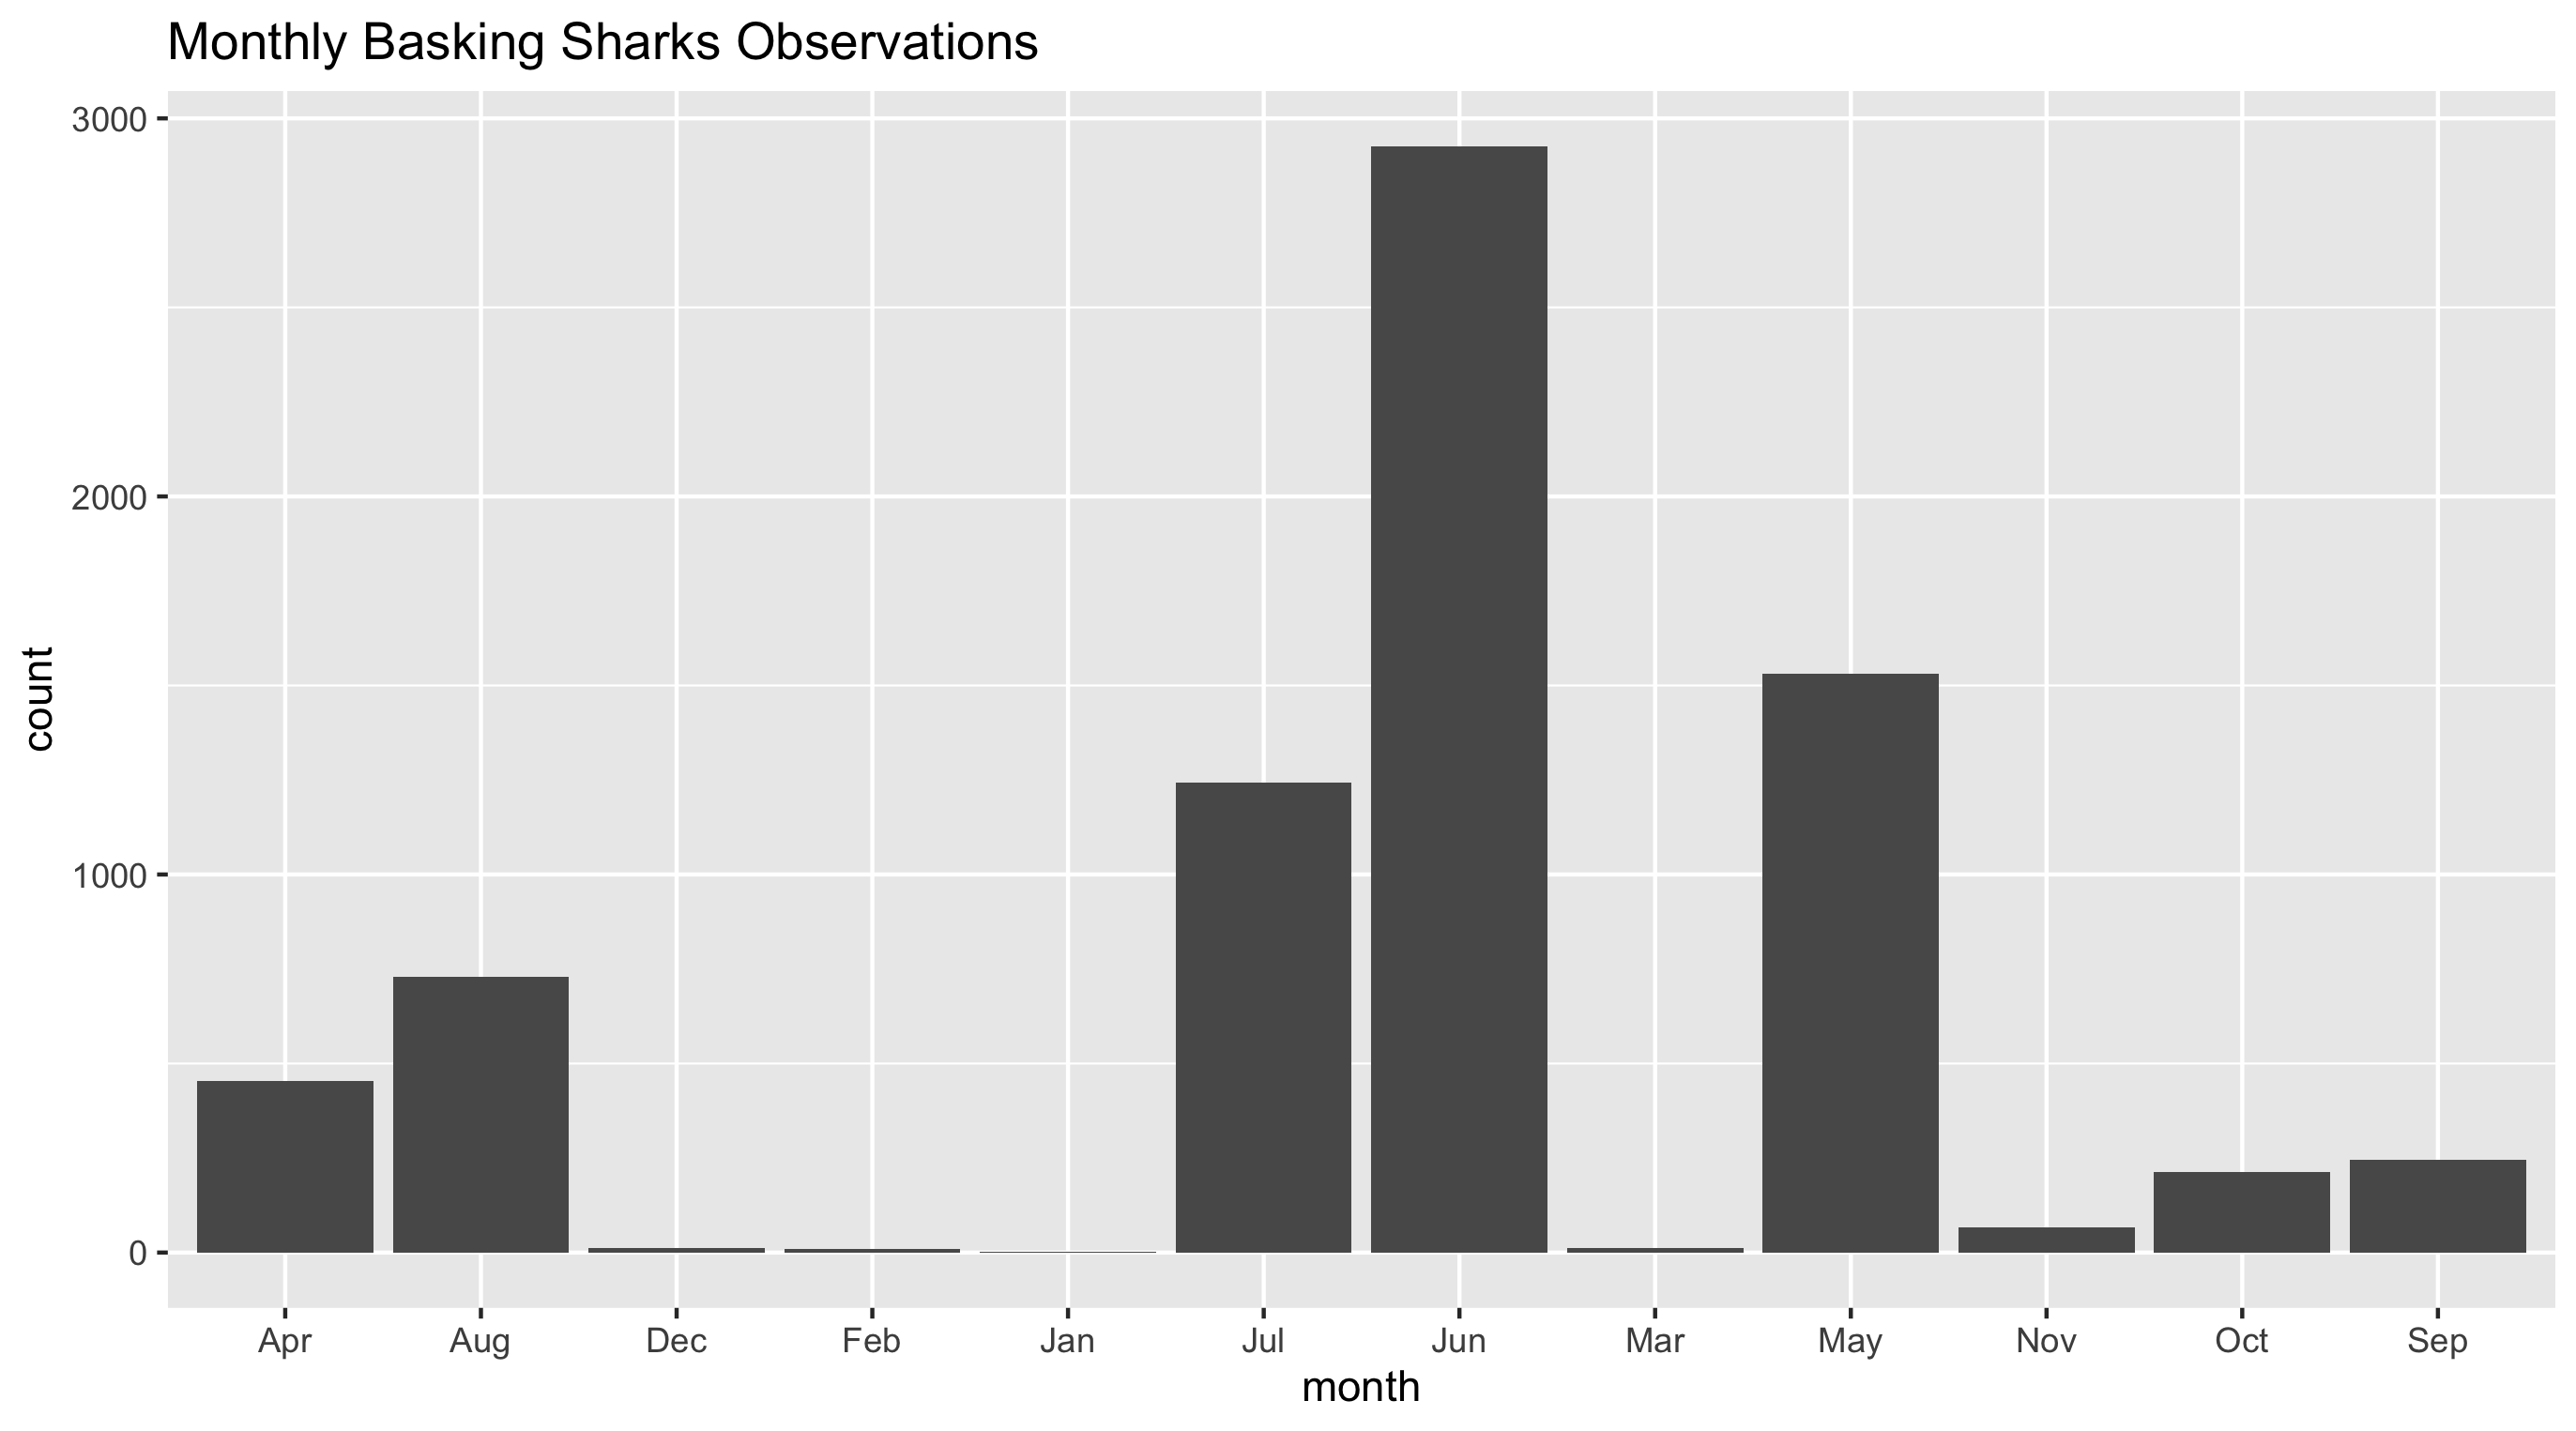 Monthly Basking Sharks Observations
3000
2000
1000
0
count
Apr Aug Dec Feb Jan Jul Jun Mar May Nov Oct Sep
month